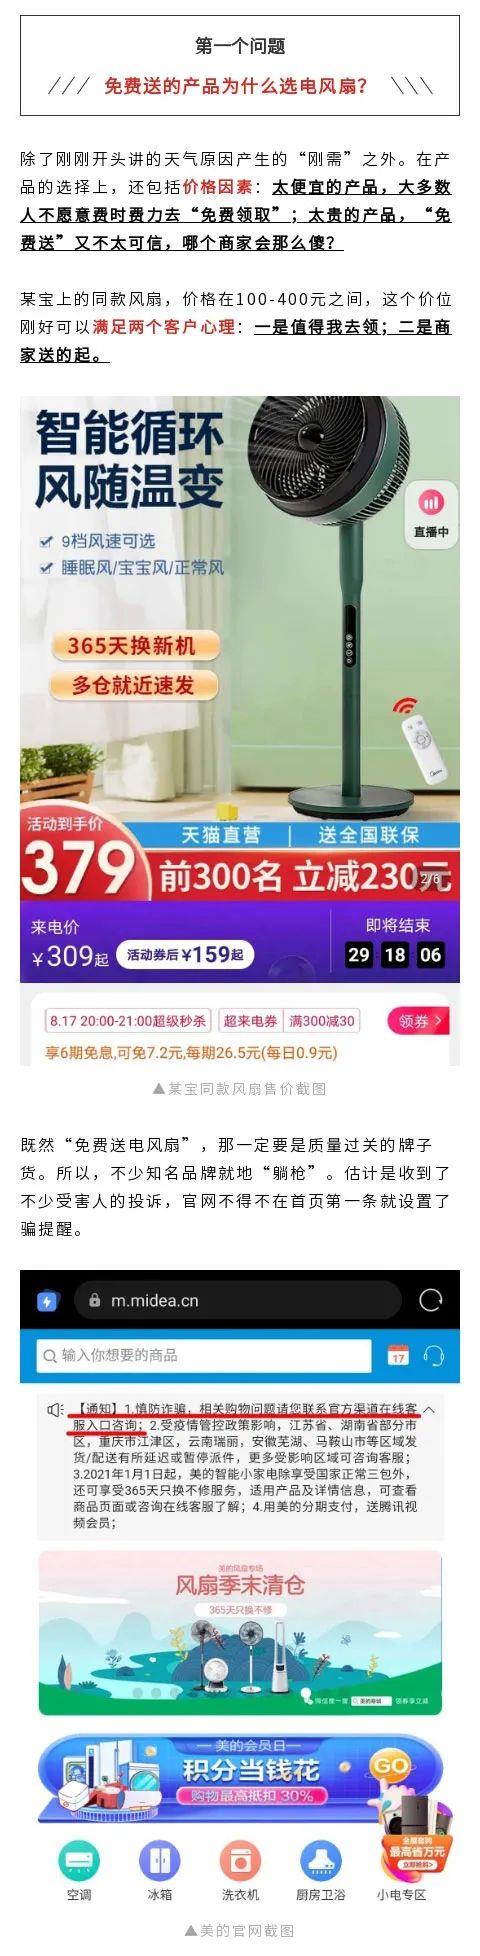 第一个问题
免费送的产品为什么选电风扇？
除了刚刚开头讲的天气原因产生的“刚需”之外。在产
品的选择上，还包括价格因素：太便宜的产品，大多数
人不愿意费时费力去“免费领取”；太贵的产品，“免
费送”又不太可信，哪个商家会那么傻？
某宝上的同款风扇，价格在100-400元之间，这个价位
刚好可以满足两个客户心理：一是值得我去领；二是商
家送的起。
智能循环
风随温变
9档风速可选
睡眠风/宝宝风/正常风
直播中
365天换新机
多仓就近速发
活动到手价
379
天猫直营 | 送全国联保
前300名 立减230元
2/6
来电价
¥309起
活动券后¥159起
即将结束
29:18:06
8.17 20:00-21:00超级秒杀
超来电券 满300减30
领券 >
享6期免息,可免7.2元,每期26.5元(每日0.9元)
▲某宝同款风扇售价截图
既然“免费送电风扇”，那一定要是质量过关的牌子
货。所以，不少知名品牌就地“躺枪”。估计是收到了
不少受害人的投诉，官网不得不在首页第一条就设置了
骗提醒。
m.midea.cn
输入你想要的商品
17
【通知】1.慎防诈骗，相关购物问题请您联系官方渠道在线客
服入口咨询；2.受疫情管控政策影响，江苏省、湖南省部分市
区，重庆市江津区，云南瑞丽，安徽芜湖、马鞍山市等区域发
货/配送有所延迟或暂停派件，更多受影响区域可咨询客服；
3.2021年1月1日起，美的智能小家电除享受国家正常三包外，
还可享受365天只换不修服务，适用产品及详情信息，可查看
商品页面或咨询在线客服了解；4.用美的分期支付，送腾讯视
频会员；
美的风扇专场
风扇季末清仓
365天只换不修
微信搜一搜 美的商城 领券享立减
美的会员日
积分当钱花
购物最高抵扣 30%
GO
全屋套购
最高省万元
立即抢购>
空调
冰箱
洗衣机
厨房卫浴
小电专区
▲美的官网截图